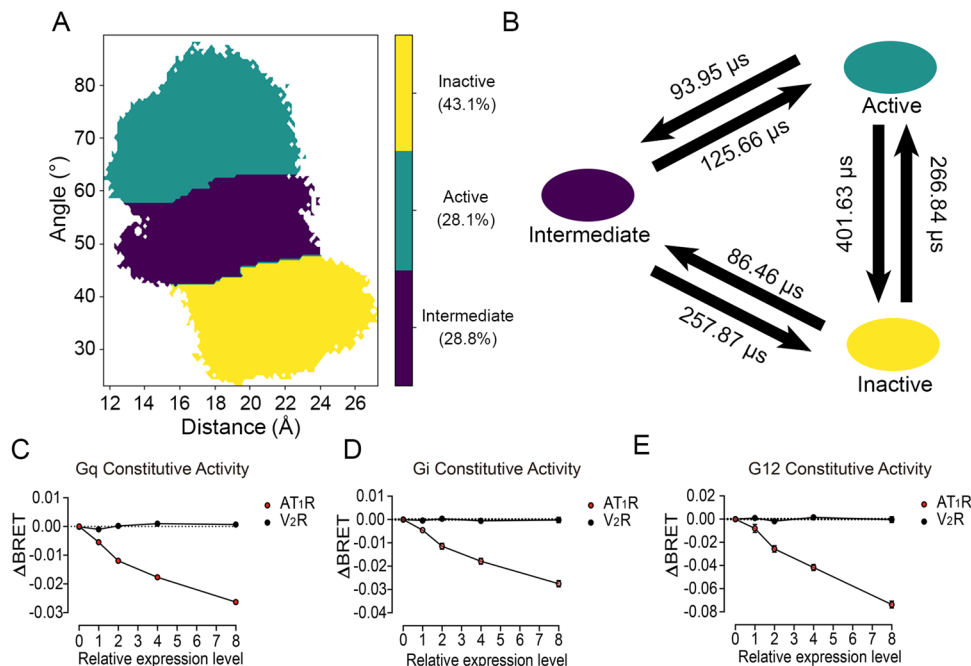 A
Angle (°)
80
70
60
50
40
30
12 14 16 18 20 22 24 26
Distance (Å)
Inactive
(43.1%)
Active
(28.1%)
Intermediate
(28.8%)
B
93.95 µs
125.66 µs
Active
Intermediate
401.63 µs
266.84 µs
86.46 µs
257.87 µs
Inactive
C
Gq Constitutive Activity
ΔBRET
0.01
0.00
-0.01
-0.02
-0.03
0 1 2 3 4 5 6 7 8
Relative expression level
AT1R
V2R
D
Gi Constitutive Activity
ΔBRET
0.01
0.00
-0.01
-0.02
-0.03
-0.04
0 1 2 3 4 5 6 7 8
Relative expression level
AT1R
V2R
E
G12 Constitutive Activity
ΔBRET
0.02
0.00
-0.02
-0.04
-0.06
-0.08
0 1 2 3 4 5 6 7 8
Relative expression level
AT1R
V2R